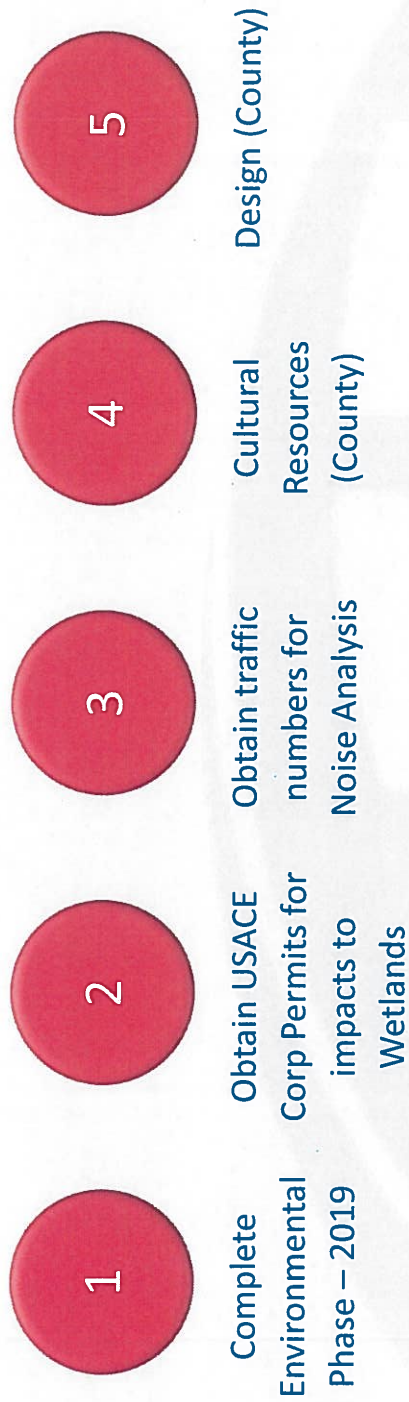 1
Complete
Environmental
Phase – 2019
2
Obtain USACE
Corp Permits for
impacts to
Wetlands
3
Obtain traffic
numbers for
Noise Analysis
4
Cultural
Resources
(County)
5
Design (County)